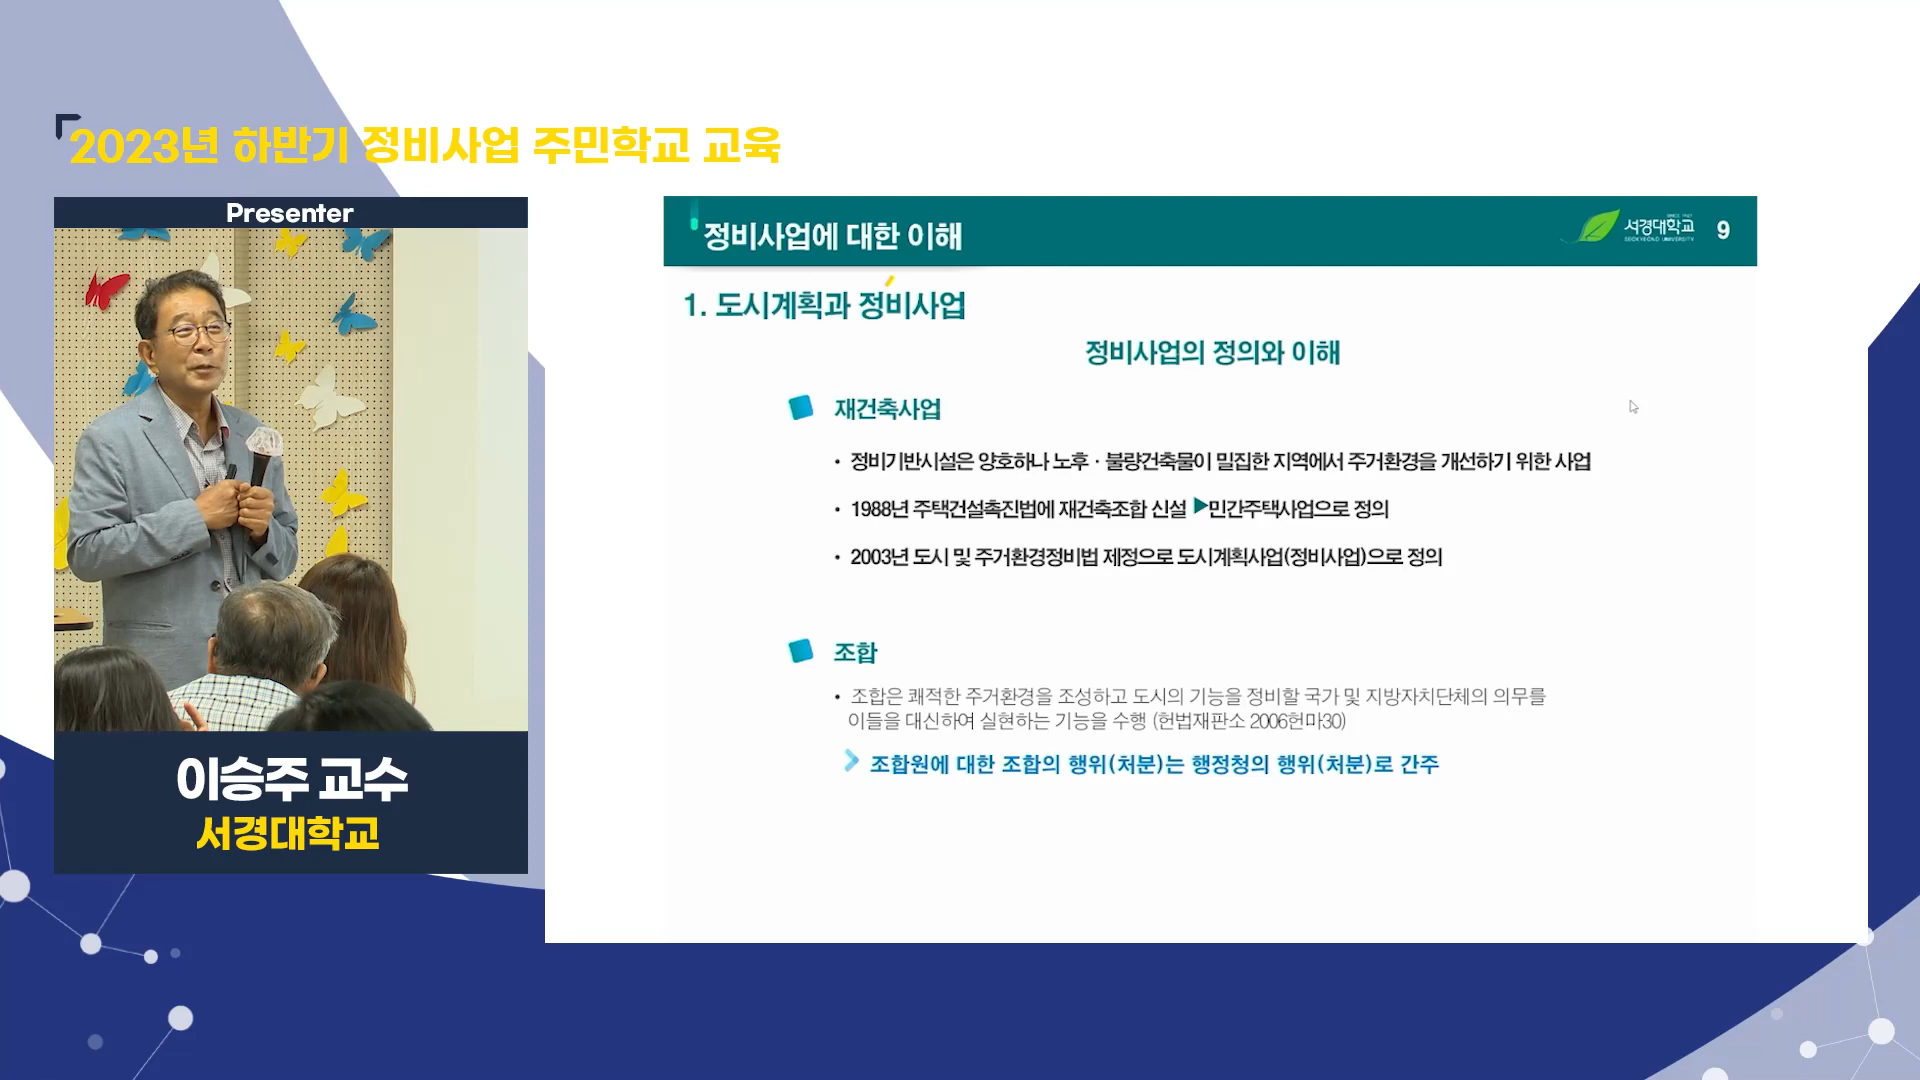 2023년 하반기 정비사업 주민학교 교육
Presenter
이승주 교수
서경대학교
정비사업에 대한 이해
SINCE 1947
서경대학교
SEOKYEONG UNIVERSITY
9
1. 도시계획과 정비사업
정비사업의 정의와 이해
재건축사업
• 정비기반시설은 양호하나 노후 · 불량건축물이 밀집한 지역에서 주거환경을 개선하기 위한 사업
• 1988년 주택건설촉진법에 재건축조합 신설 ▶민간주택사업으로 정의
• 2003년 도시 및 주거환경정비법 제정으로 도시계획사업(정비사업)으로 정의
조합
• 조합은 쾌적한 주거환경을 조성하고 도시의 기능을 정비할 국가 및 지방자치단체의 의무를
이들을 대신하여 실현하는 기능을 수행 (헌법재판소 2006헌마30)
조합원에 대한 조합의 행위(처분)는 행정청의 행위(처분)로 간주